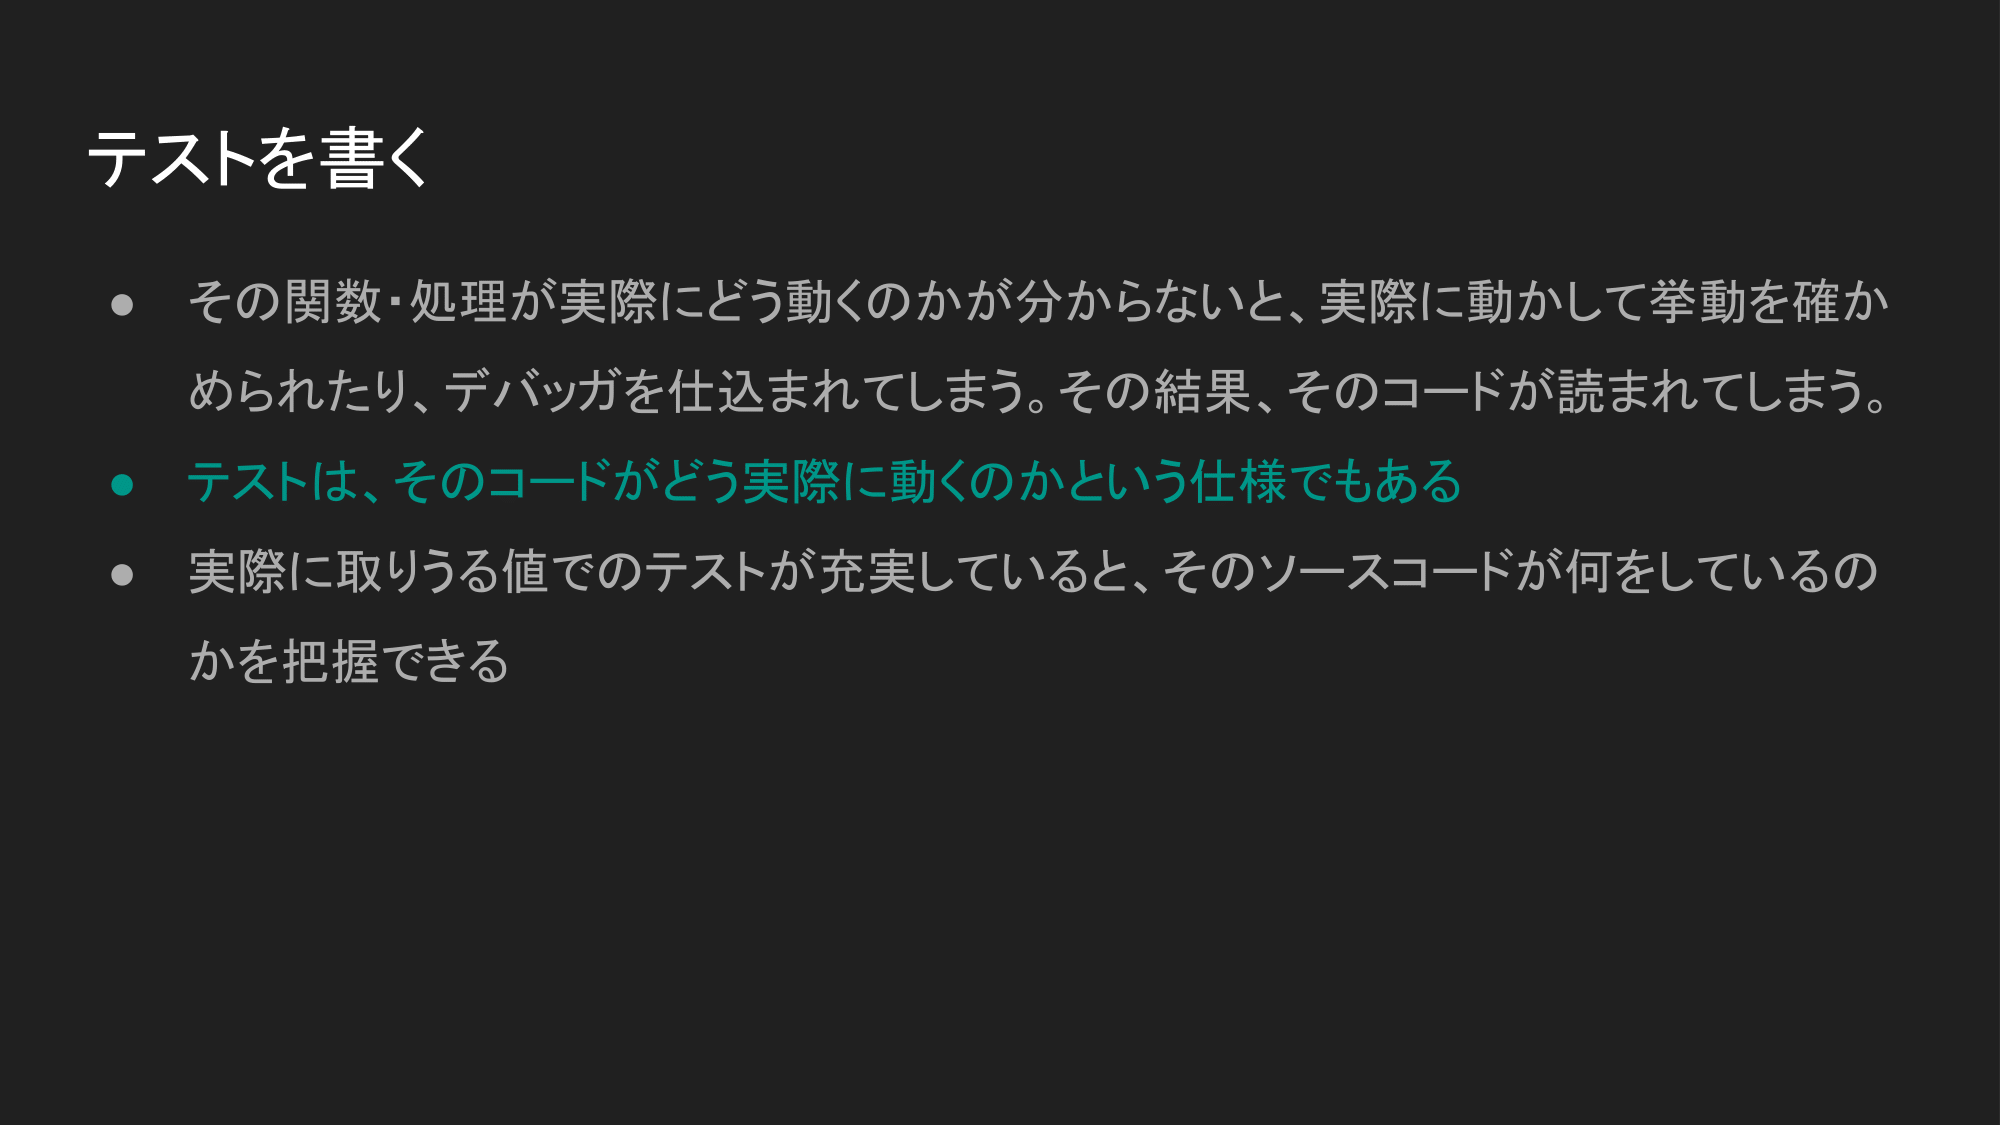 テストを書く
● その関数・処理が実際にどう動くのかが分からないと、実際に動かして挙動を確か
められたり、デバッガを仕込まれてしまう。その結果、そのコードが読まれてしまう。
● テストは、そのコードがどう実際に動くのかという仕様でもある
● 実際に取りうる値でのテストが充実していると、そのソースコードが何をしているの
かを把握できる